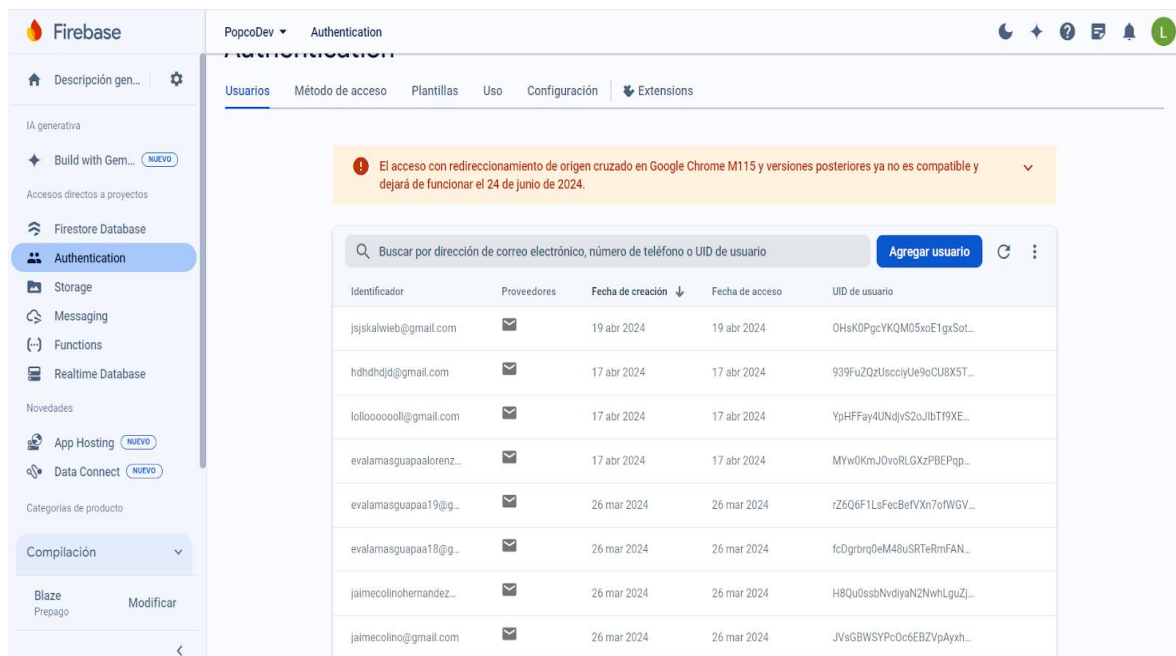 Firebase
PopcoDev
Authentication
L
Authentication
Descripción gen...
Usuarios
Método de acceso
Plantillas
Uso
Configuración
Extensions
IA generativa
Build with Gem...
NUEVO
Accesos directos a proyectos
Firestore Database
Authentication
Storage
Messaging
Functions
Realtime Database
Novedades
App Hosting
NUEVO
Data Connect
NUEVO
Categorías de producto
Compilación
Blaze
Prepago
Modificar
El acceso con redireccionamiento de origen cruzado en Google Chrome M115 y versiones posteriores ya no es compatible y
dejará de funcionar el 24 de junio de 2024.
Buscar por dirección de correo electrónico, número de teléfono o UID de usuario
Agregar usuario
Identificador Proveedores Fecha de creación Fecha de acceso UID de usuario
jsjskalwieb@gmail.com 19 abr 2024 19 abr 2024 OHsK0PgcYKQM05xoE1gxSot...
hdhdhdjd@gmail.com 17 abr 2024 17 abr 2024 939FuZQzUscciyUe9oCU8X5T...
lollooooooll@gmail.com 17 abr 2024 17 abr 2024 YpHFFay4UNdjvS2oJIbTf9XE...
evalamasguapaalorenz... 17 abr 2024 17 abr 2024 MYw0KmJOvoRLGXzPBEPqp...
evalamasguapaa19@g... 26 mar 2024 26 mar 2024 rZ6Q6F1LsFecBefVXn7ofWGV...
evalamasguapaa18@g... 26 mar 2024 26 mar 2024 fcDgrbrq0eM48uSRTeRmFAN...
jaimecolinohernandez... 26 mar 2024 26 mar 2024 H8Qu0ssbNvdiyaN2NwhLguZj...
jaimecolino@gmail.com 26 mar 2024 26 mar 2024 JVsGBWSYPcOc6EBZVpAyxh...